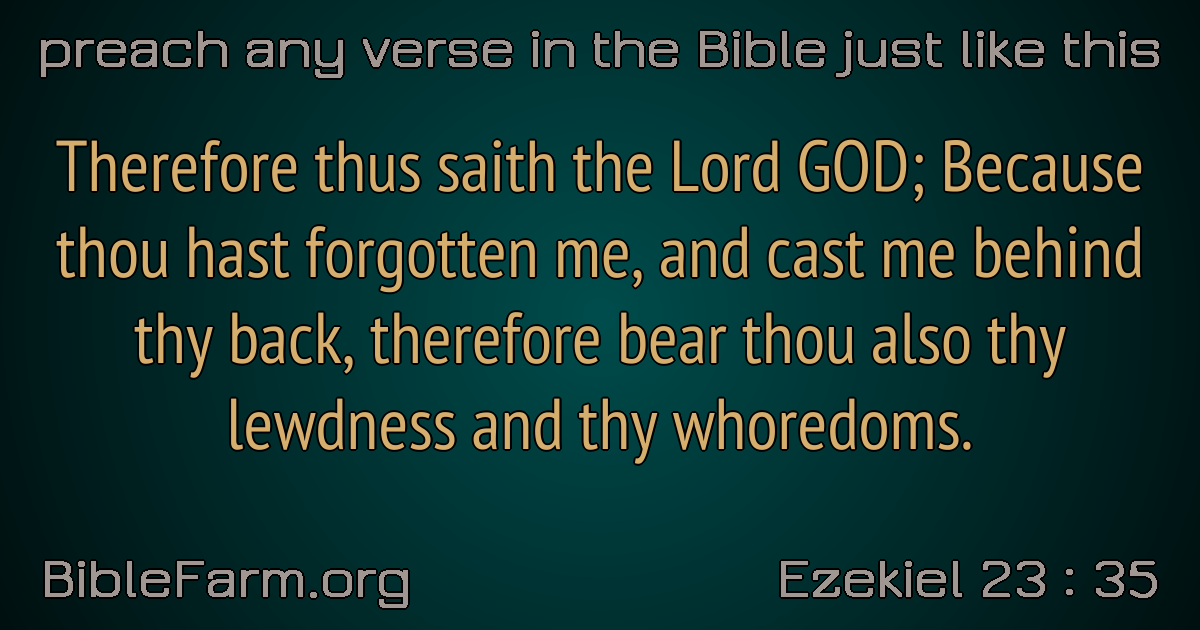 preach any verse in the Bible just like this
Therefore thus saith the Lord GOD; Because
thou hast forgotten me, and cast me behind
thy back, therefore bear thou also thy
lewdness and thy whoredoms.
BibleFarm.org
Ezekiel 23 : 35